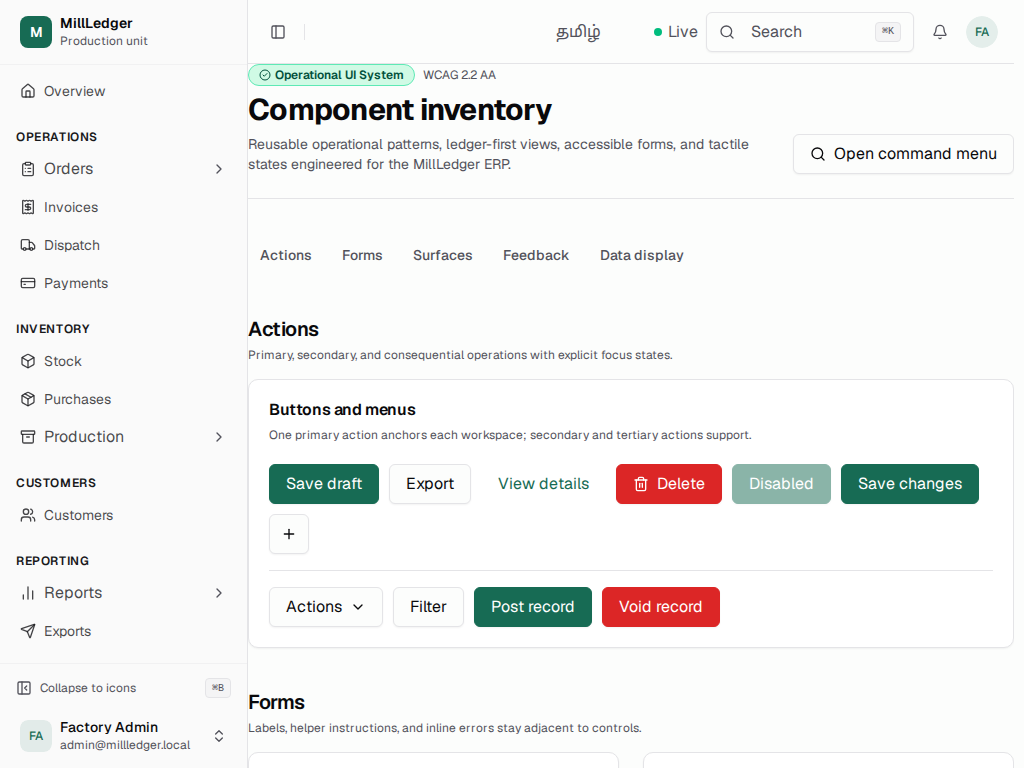 M
MillLedger
Production unit
Overview
OPERATIONS
Orders
Invoices
Dispatch
Payments
INVENTORY
Stock
Purchases
Production
CUSTOMERS
Customers
REPORTING
Reports
Exports
Collapse to icons ⌘B
FA
Factory Admin
admin@millledger.local
தமிழ்
Live
Search ⌘K
FA
Operational UI System WCAG 2.2 AA
Component inventory
Reusable operational patterns, ledger-first views, accessible forms, and tactile
states engineered for the MillLedger ERP.
Open command menu
Actions Forms Surfaces Feedback Data display
Actions
Primary, secondary, and consequential operations with explicit focus states.
Buttons and menus
One primary action anchors each workspace; secondary and tertiary actions support.
Save draft Export View details Delete Disabled Save changes
+
Actions Filter Post record Void record
Forms
Labels, helper instructions, and inline errors stay adjacent to controls.